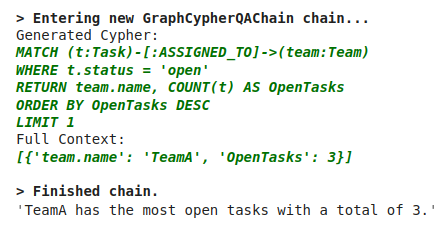 > Entering new GraphCypherQAChain chain...
Generated Cypher:
MATCH (t:Task)-[:ASSIGNED_TO]->(team:Team)
WHERE t.status = 'open'
RETURN team.name, COUNT(t) AS OpenTasks
ORDER BY OpenTasks DESC
LIMIT 1
Full Context:
[{'team.name': 'TeamA', 'OpenTasks': 3}]
> Finished chain.
'TeamA has the most open tasks with a total of 3.'